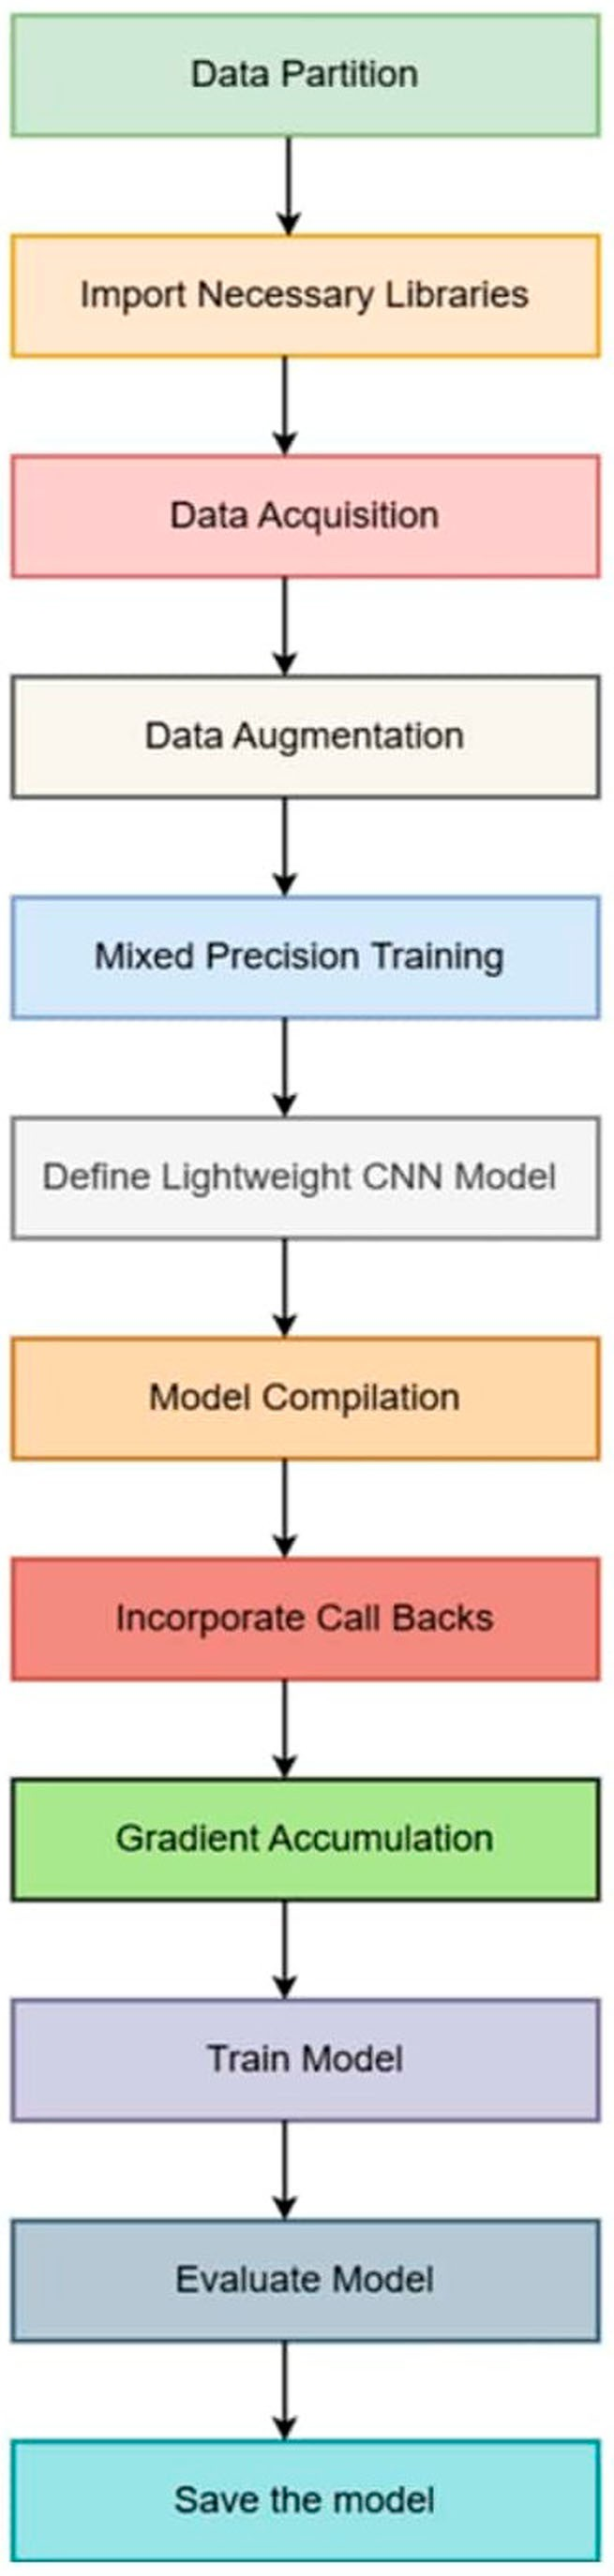 Data Partition
Import Necessary Libraries
Data Acquisition
Data Augmentation
Mixed Precision Training
Define Lightweight CNN Model
Model Compilation
Incorporate Call Backs
Gradient Accumulation
Train Model
Evaluate Model
Save the model